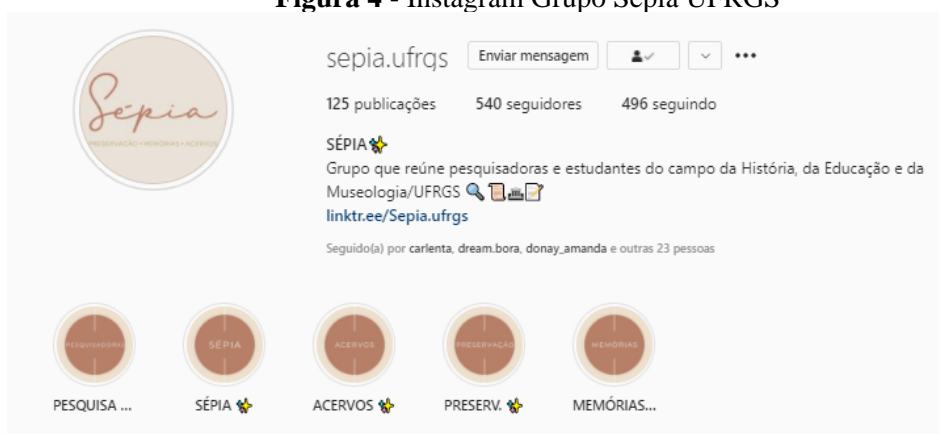 Figura 4 - Instagram Grupo Sépia UFRGS
Sépia
PRESERVAÇÃO • MEMÓRIAS • ACERVOS
sepia.ufrgs Enviar mensagem
125 publicações 540 seguidores 496 seguindo
SÉPIA
Grupo que reúne pesquisadoras e estudantes do campo da História, da Educação e da
Museologia/UFRGS
linktr.ee/Sepia.ufrgs
Seguido(a) por carlenta, dream.bora, donay_amanda e outras 23 pessoas
PESQUISADORAS SÉPIA ACERVOS PRESERVAÇÃO MEMÓRIAS
PESQUISA ... SÉPIA ACERVOS PRESERV. MEMÓRIAS...